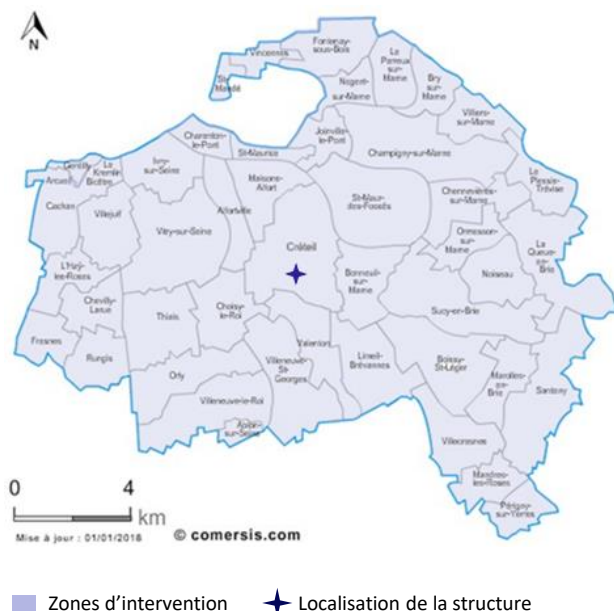 N
Fontenay-
sous-Bois
Vincennes
St-
Mandé
Le
Perreux
sur
Marne
Bry
sur
Marne
Nogent-
sur-Marne
Villiers-
sur-Marne
Charenton-
le-Pont
St-Maurice
Joinville-
le-Pont
Champigny-sur-Marne
Gentilly
Le
Kremlin-
Bicêtre
Arcueil
Ivry-
sur-Seine
Maisons-
Alfort
Le
Plessis-
Trévise
Cachan
Villejuif
Alfortville
St-Maur-
des-Fossés
Chennevières-
sur-Marne
Vitry-sur-Seine
Créteil
Ormesson-
sur-
Marne
La
Queue-
en-Brie
L'Haÿ-
les-Roses
Bonneuil-
sur-
Marne
Noiseau
Chevilly-
Larue
Thiais
Choisy-
le-Roi
Sucy-en-Brie
Fresnes
Rungis
Valenton
Villeneuve-
St-
Georges
Limeil-
Brévannes
Boissy-
St-Léger
Orly
Marolles-
en-
Brie
Santeny
Villeneuve-le-Roi
Ablon-
sur-Seine
Villecresnes
Mandres-
les-Roses
Périgny-
sur-Yerres
0 4
km
Mise à jour : 01/01/2018 © comersis.com
Zones d’intervention Localisation de la structure